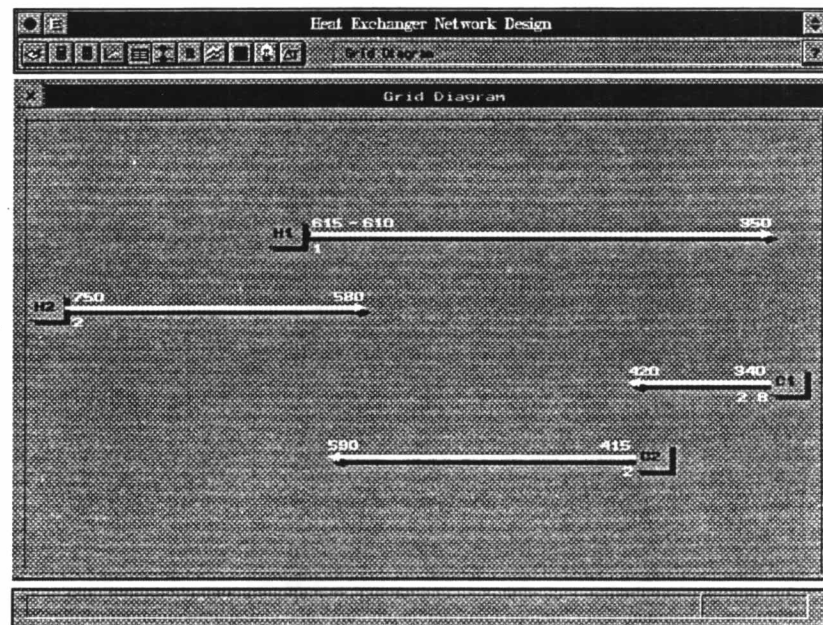 Heat Exchanger Network Design
Grid Diagram
?
Grid Diagram
H1 615 - 610 350
1
H2 750 580
2
420 340 C1
2.8
590 415 C2
2